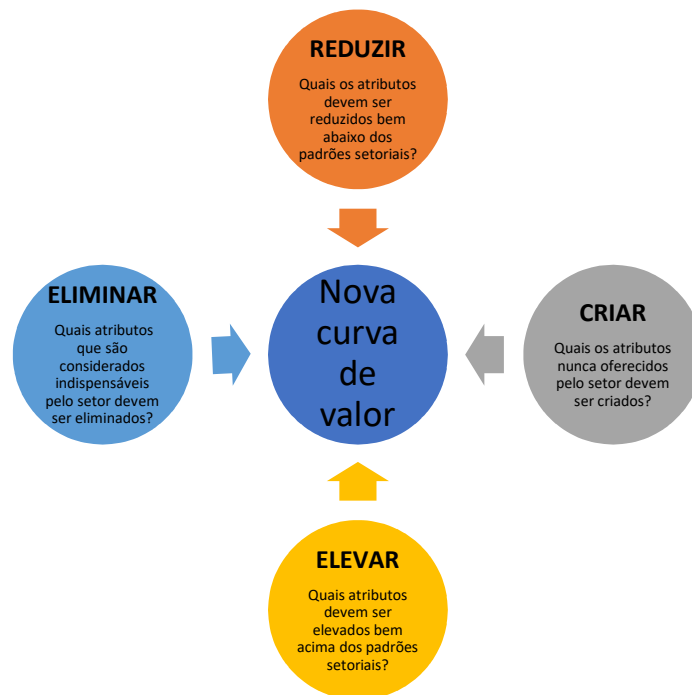 REDUZIR
Quais os atributos
devem ser
reduzidos bem
abaixo dos
padrões setoriais?
ELIMINAR
Quais atributos
que são
considerados
indispensáveis
pelo setor devem
ser eliminados?
Nova
curva
de
valor
CRIAR
Quais os atributos
nunca oferecidos
pelo setor devem
ser criados?
ELEVAR
Quais atributos
devem ser
elevados bem
acima dos padrões
setoriais?